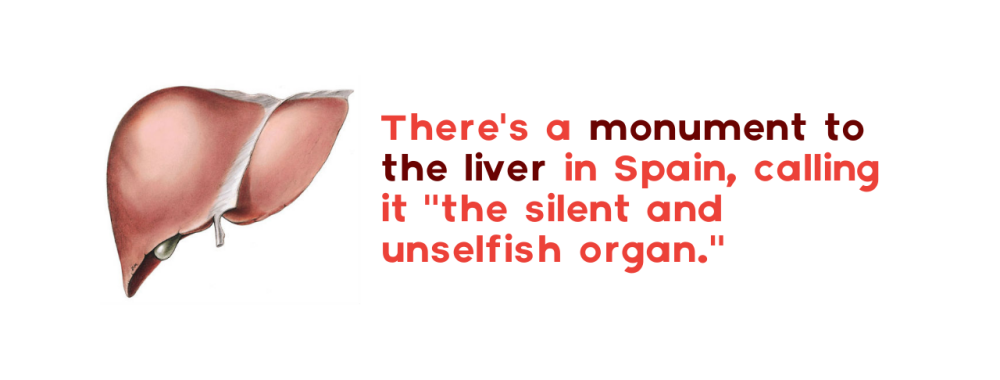 There's a monument to
the liver in Spain, calling
it "the silent and
unselfish organ."